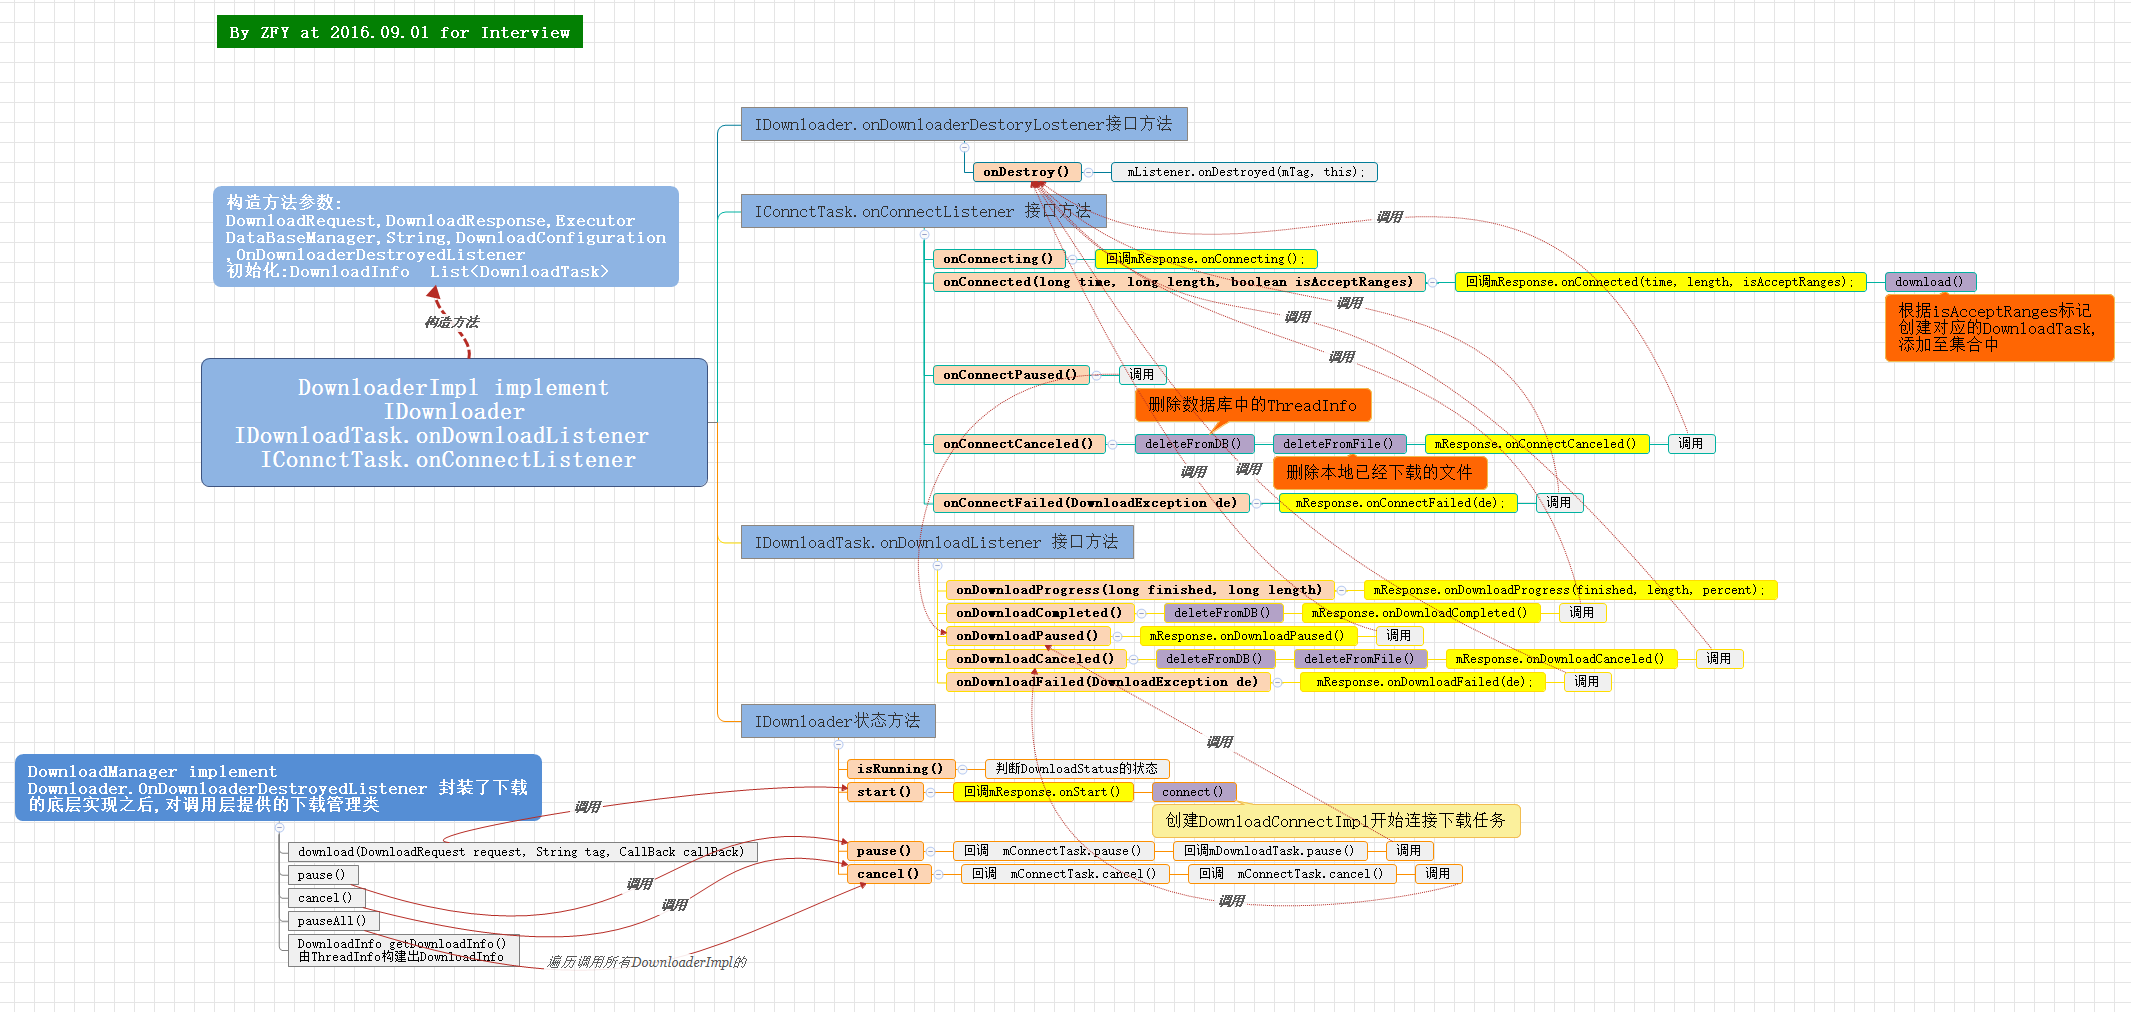 By ZFY at 2016.09.01 for Interview
IDownloader.onDownloaderDestoryLostener接口方法
onDestroy()
mListener.onDestroyed(mTag, this);
构造方法参数:
DownloadRequest,DownloadResponse,Executor
DataBaseManager,String,DownloadConfiguration
,OnDownloaderDestroyedListener
初始化:DownloadInfo List<DownloadTask>
IConnctTask.onConnectListener 接口方法
调用
onConnecting()
回调mResponse.onConnecting();
onConnected(long time, long length, boolean isAcceptRanges)
回调mResponse.onConnected(time, length, isAcceptRanges);
download()
调用
调用
根据isAcceptRanges标记
创建对应的DownloadTask,
添加至集合中
构造方法
调用
DownloaderImpl implement
IDownloader
IDownloadTask.onDownloadListener
IConnctTask.onConnectListener
onConnectPaused()
调用
删除数据库中的ThreadInfo
onConnectCanceled()
deleteFromDB()
deleteFromFile()
mResponse.onConnectCanceled()
调用
调用
调用
删除本地已经下载的文件
onConnectFailed(DownloadException de)
mResponse.onConnectFailed(de);
调用
IDownloadTask.onDownloadListener 接口方法
onDownloadProgress(long finished, long length)
mResponse.onDownloadProgress(finished, length, percent);
onDownloadCompleted()
deleteFromDB()
mResponse.onDownloadCompleted()
调用
onDownloadPaused()
mResponse.onDownloadPaused()
调用
onDownloadCanceled()
deleteFromDB()
deleteFromFile()
mResponse.onDownloadCanceled()
调用
onDownloadFailed(DownloadException de)
mResponse.onDownloadFailed(de);
调用
IDownloader状态方法
调用
isRunning()
判断DownloadStatus的状态
start()
回调mResponse.onStart()
connect()
创建DownloadConnectImpl开始连接下载任务
pause()
回调 mConnectTask.pause()
回调mDownloadTask.pause()
调用
cancel()
回调 mConnectTask.cancel()
回调 mConnectTask.cancel()
调用
调用
DownloadManager implement
Downloader.OnDownloaderDestroyedListener 封装了下载
的底层实现之后,对调用层提供的下载管理类
调用
download(DownloadRequest request, String tag, CallBack callBack)
pause()
调用
cancel()
调用
pauseAll()
DownloadInfo getDownloadInfo()
由ThreadInfo构建出DownloadInfo
遍历调用所有DownloaderImpl的